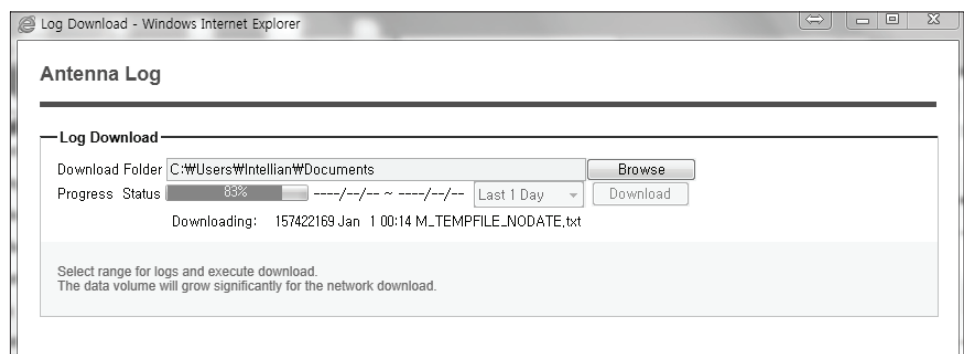 Log Download - Windows Internet Explorer
Antenna Log
Log Download
Download Folder C:₩Users₩Intellian₩Documents Browse
Progress Status 83% ----/--/-- ~ ----/--/-- Last 1 Day Download
Downloading: 157422169 Jan 1 00:14 M_TEMPFILE_NODATE.txt
Select range for logs and execute download.
The data volume will grow significantly for the network download.